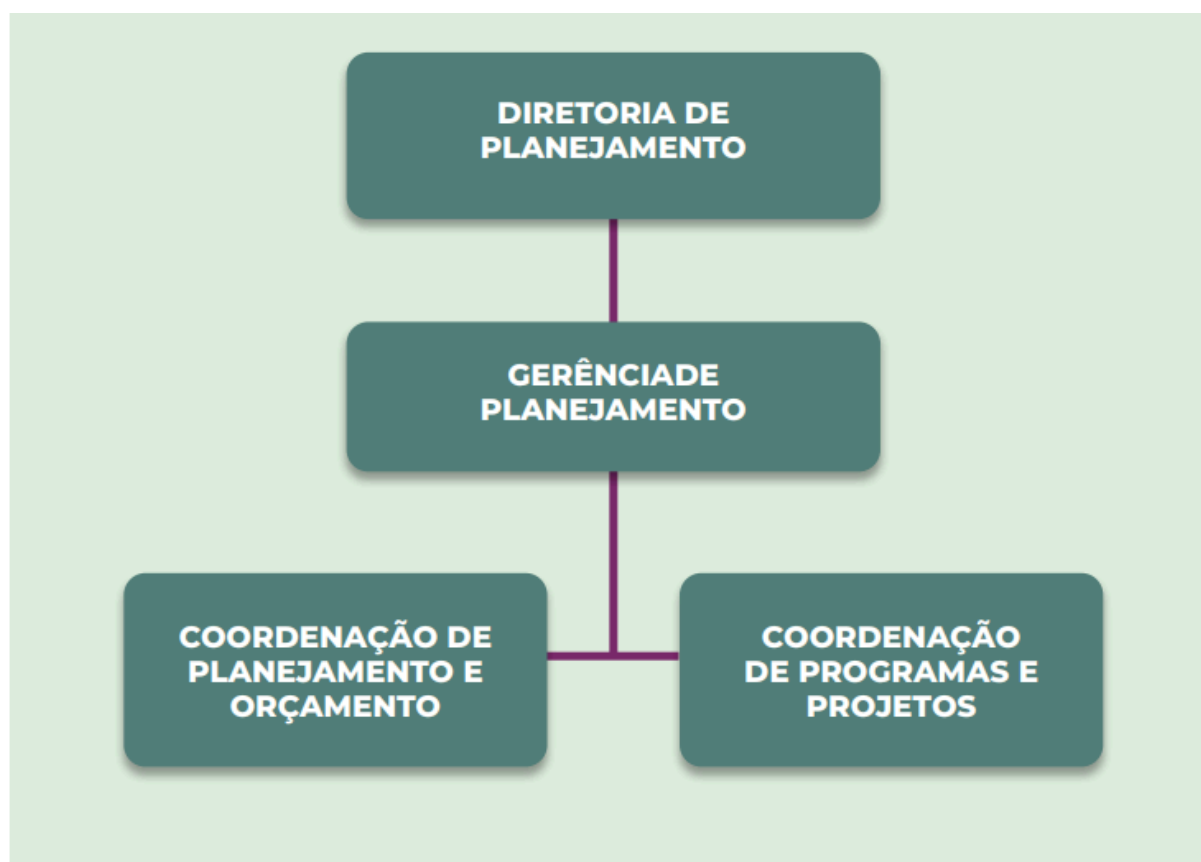 DIRETORIA DE
PLANEJAMENTO
GERÊNCIADE
PLANEJAMENTO
COORDENAÇÃO DE
PLANEJAMENTO E
ORÇAMENTO
COORDENAÇÃO
DE PROGRAMAS E
PROJETOS